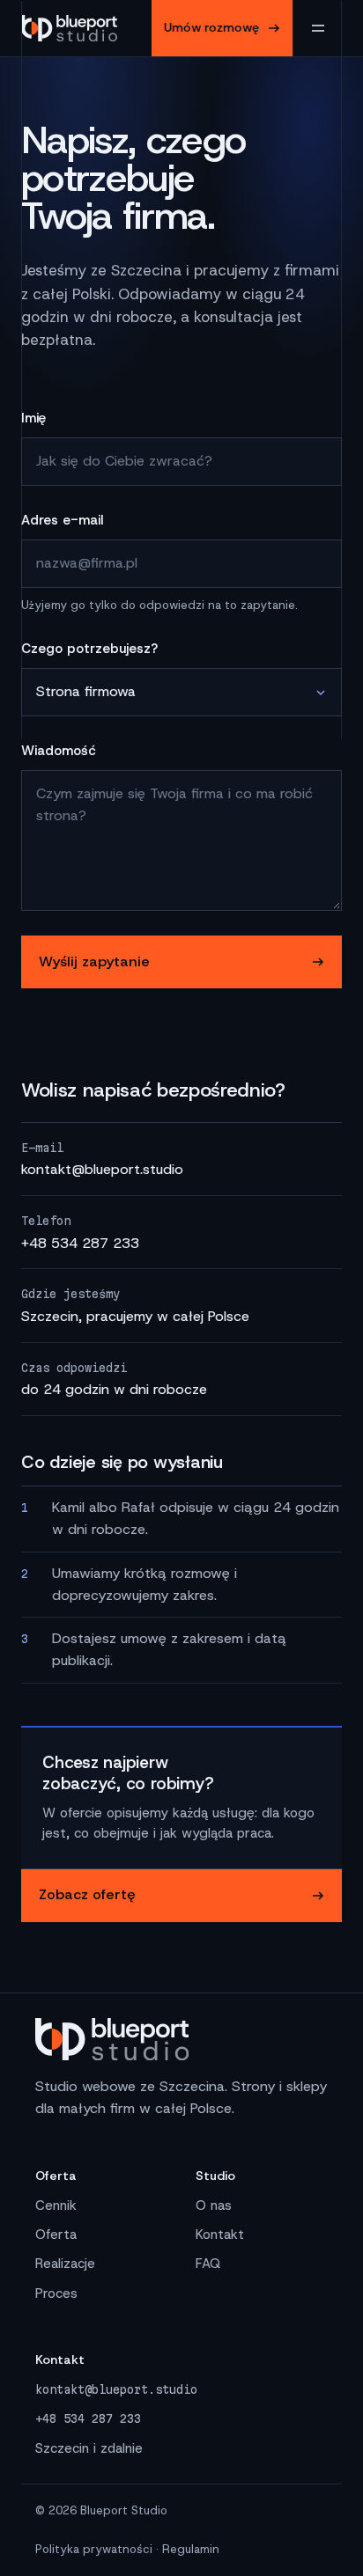 blueport
studio
Umów rozmowę →
Napisz, czego
potrzebuje
Twoja firma.
Jesteśmy ze Szczecina i pracujemy z firmami
z całej Polski. Odpowiadamy w ciągu 24
godzin w dni robocze, a konsultacja jest
bezpłatna.
Imię
Jak się do Ciebie zwracać?
Adres e-mail
nazwa@firma.pl
Użyjemy go tylko do odpowiedzi na to zapytanie.
Czego potrzebujesz?
Strona firmowa
Wiadomość
Czym zajmuje się Twoja firma i co ma robić
strona?
Wyślij zapytanie →
Wolisz napisać bezpośrednio?
E-mail
kontakt@blueport.studio
Telefon
+48 534 287 233
Gdzie jesteśmy
Szczecin, pracujemy w całej Polsce
Czas odpowiedzi
do 24 godzin w dni robocze
Co dzieje się po wysłaniu
1 Kamil albo Rafał odpisuje w ciągu 24 godzin
w dni robocze.
2 Umawiamy krótką rozmowę i
doprecyzowujemy zakres.
3 Dostajesz umowę z zakresem i datą
publikacji.
Chcesz najpierw
zobaczyć, co robimy?
W ofercie opisujemy każdą usługę: dla kogo
jest, co obejmuje i jak wygląda praca.
Zobacz ofertę →
blueport
studio
Studio webowe ze Szczecina. Strony i sklepy
dla małych firm w całej Polsce.
Oferta
Cennik
Oferta
Realizacje
Proces
Studio
O nas
Kontakt
FAQ
Kontakt
kontakt@blueport.studio
+48 534 287 233
Szczecin i zdalnie
© 2026 Blueport Studio
Polityka prywatności · Regulamin